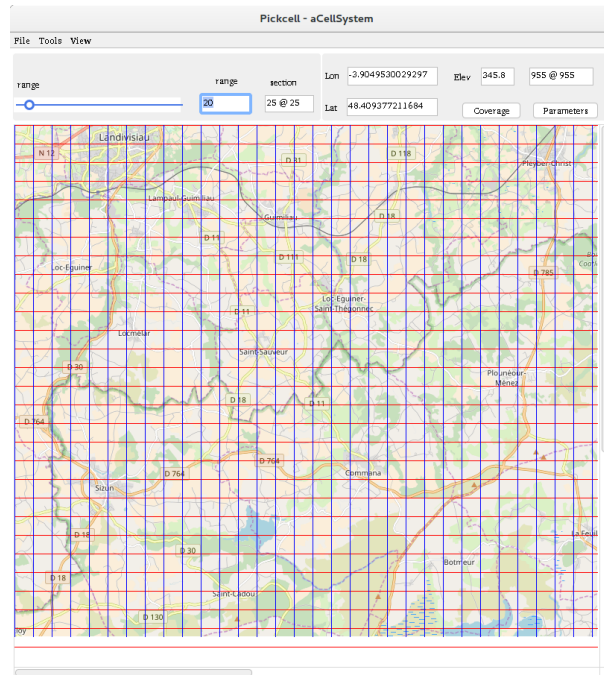 Pickcell - aCellSystem
File Tools View
range
range
section
20
25 @ 25
Lon -3.9049530029297
Elev 345.8
955 @ 955
Lat 48.409377211684
Coverage
Parameters
Landivisiau
N 12
D 31
D 118
Pleyber-Christ
Lampaul-Guimiliau
Guimiliau
D 18
D 11
D 111
D 18
Loc-Eguiner
D 785
Loc-Eguiner-
Saint-Thégonnec
D 11
Locmélar
Saint-Sauveur
D 30
Plounéour-
Ménez
D 18
D 11
D 764
D 764
D 764
Commana
Sizun
D 18
La Feuil
D 30
Botmeur
D 18
Saint-Cadou
D 130